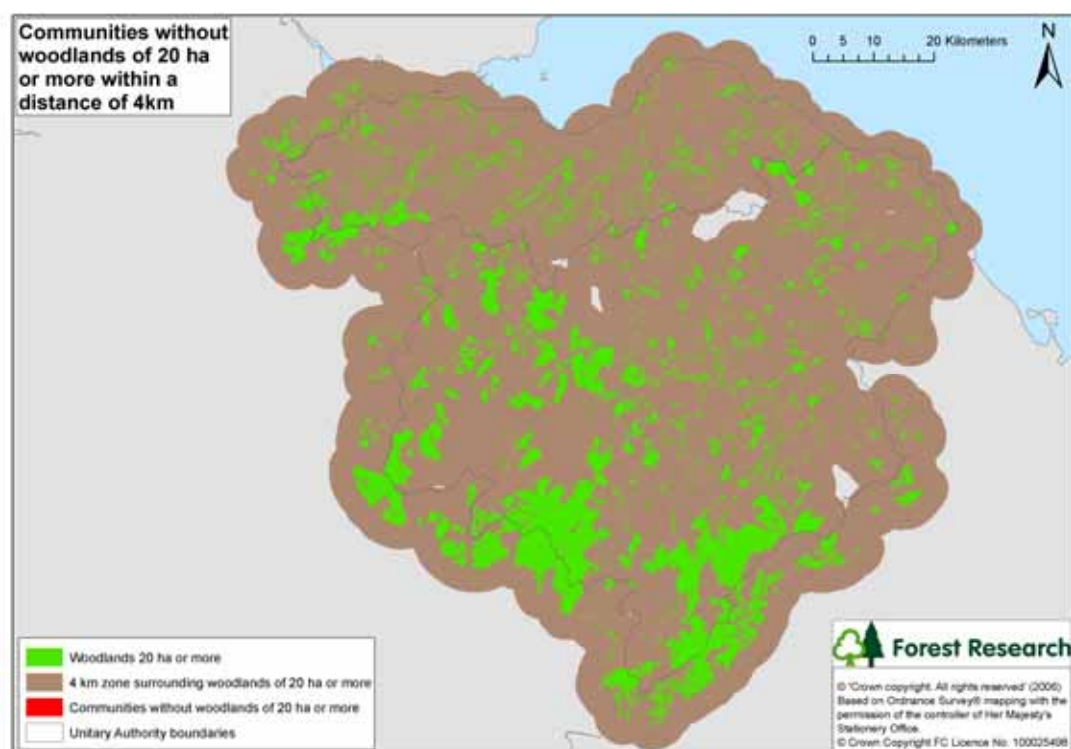 Communities without
woodlands of 20 ha
or more within a
distance of 4km
0 5 10 20 Kilometers
N
Woodlands 20 ha or more
4 km zone surrounding woodlands of 20 ha or more
Communities without woodlands of 20 ha or more
Unitary Authority boundaries
Forest Research
© 'Crown copyright. All rights reserved' (2006)
Based on Ordnance Survey® mapping with the
permission of the controller of Her Majesty's
Stationery Office.
© Crown Copyright FC Licence No: 100025498